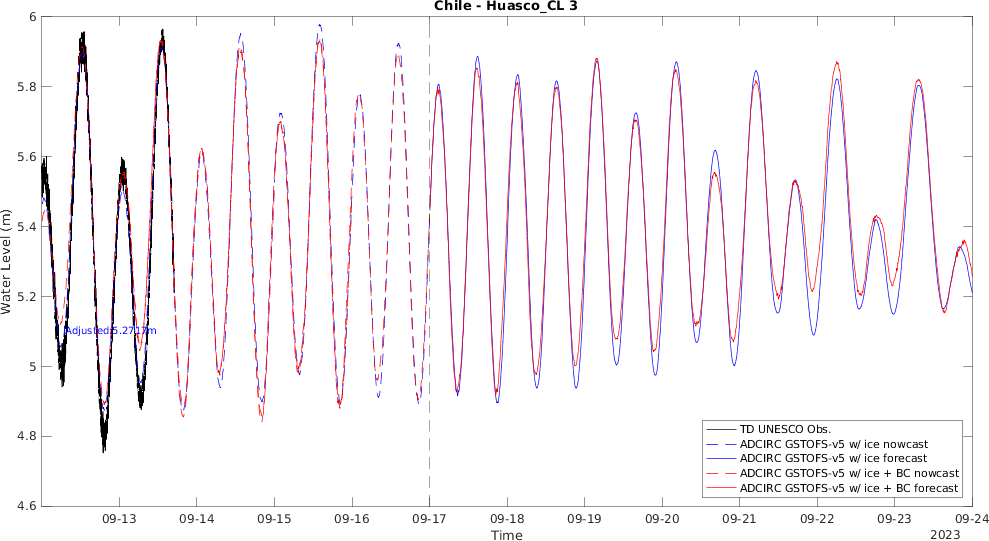 Chile - Huasco_CL 3
Water Level (m)
6
5.8
5.6
5.4
5.2
5
4.8
4.6
Adjusted:5.2717m
TD UNESCO Obs.
ADCIRC GSTOFS-v5 w/ ice nowcast
ADCIRC GSTOFS-v5 w/ ice forecast
ADCIRC GSTOFS-v5 w/ ice + BC nowcast
ADCIRC GSTOFS-v5 w/ ice + BC forecast
09-13 09-14 09-15 09-16 09-17 09-18 09-19 09-20 09-21 09-22 09-23 09-24
Time
2023